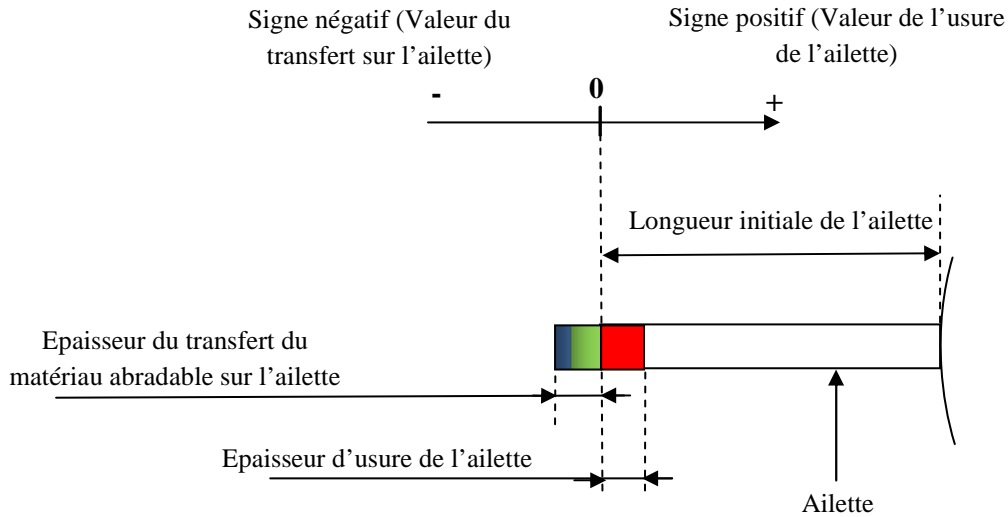 Signe négatif (Valeur du
transfert sur l’ailette)
Signe positif (Valeur de l’usure
de l’ailette)
-
0
+
Longueur initiale de l’ailette
Epaisseur du transfert du
matériau abradable sur l’ailette
Epaisseur d’usure de l’ailette
Ailette